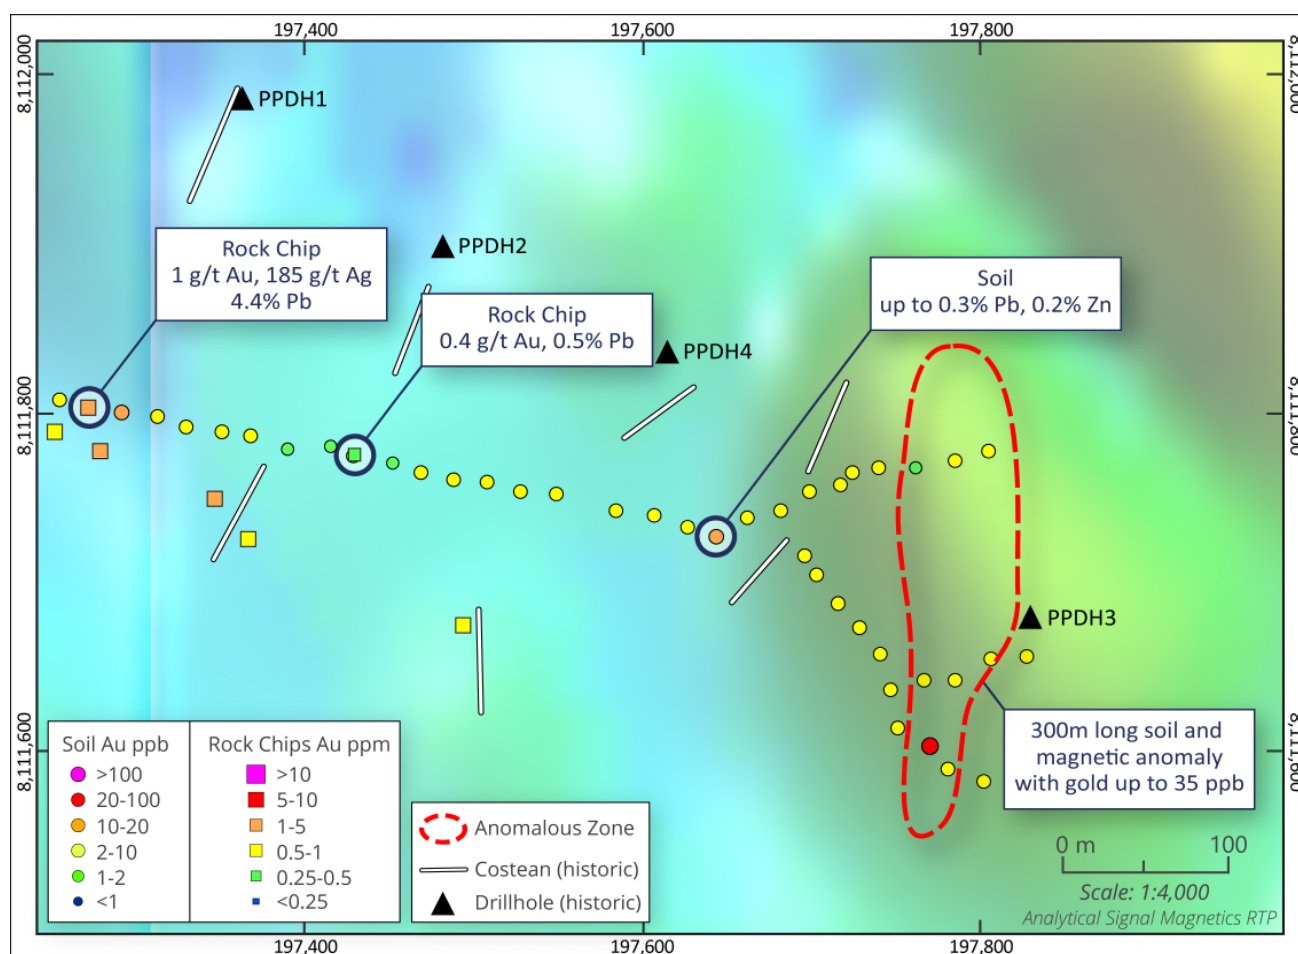 197,400
197,600
197,800
8,112,000
8,112,000
PPDH1
PPDH2
Rock Chip
1 g/t Au, 185 g/t Ag
4.4% Pb
Soil
up to 0.3% Pb, 0.2% Zn
Rock Chip
0.4 g/t Au, 0.5% Pb
PPDH4
8,111,800
8,111,800
PPDH3
8,111,600
8,111,600
300m long soil and
magnetic anomaly
with gold up to 35 ppb
Soil Au ppb
>100
20-100
10-20
2-10
1-2
<1
Rock Chips Au ppm
>10
5-10
1-5
0.5-1
0.25-0.5
<0.25
Anomalous Zone
Costean (historic)
Drillhole (historic)
0 m 100
Scale: 1:4,000
Analytical Signal Magnetics RTP
197,400
197,600
197,800